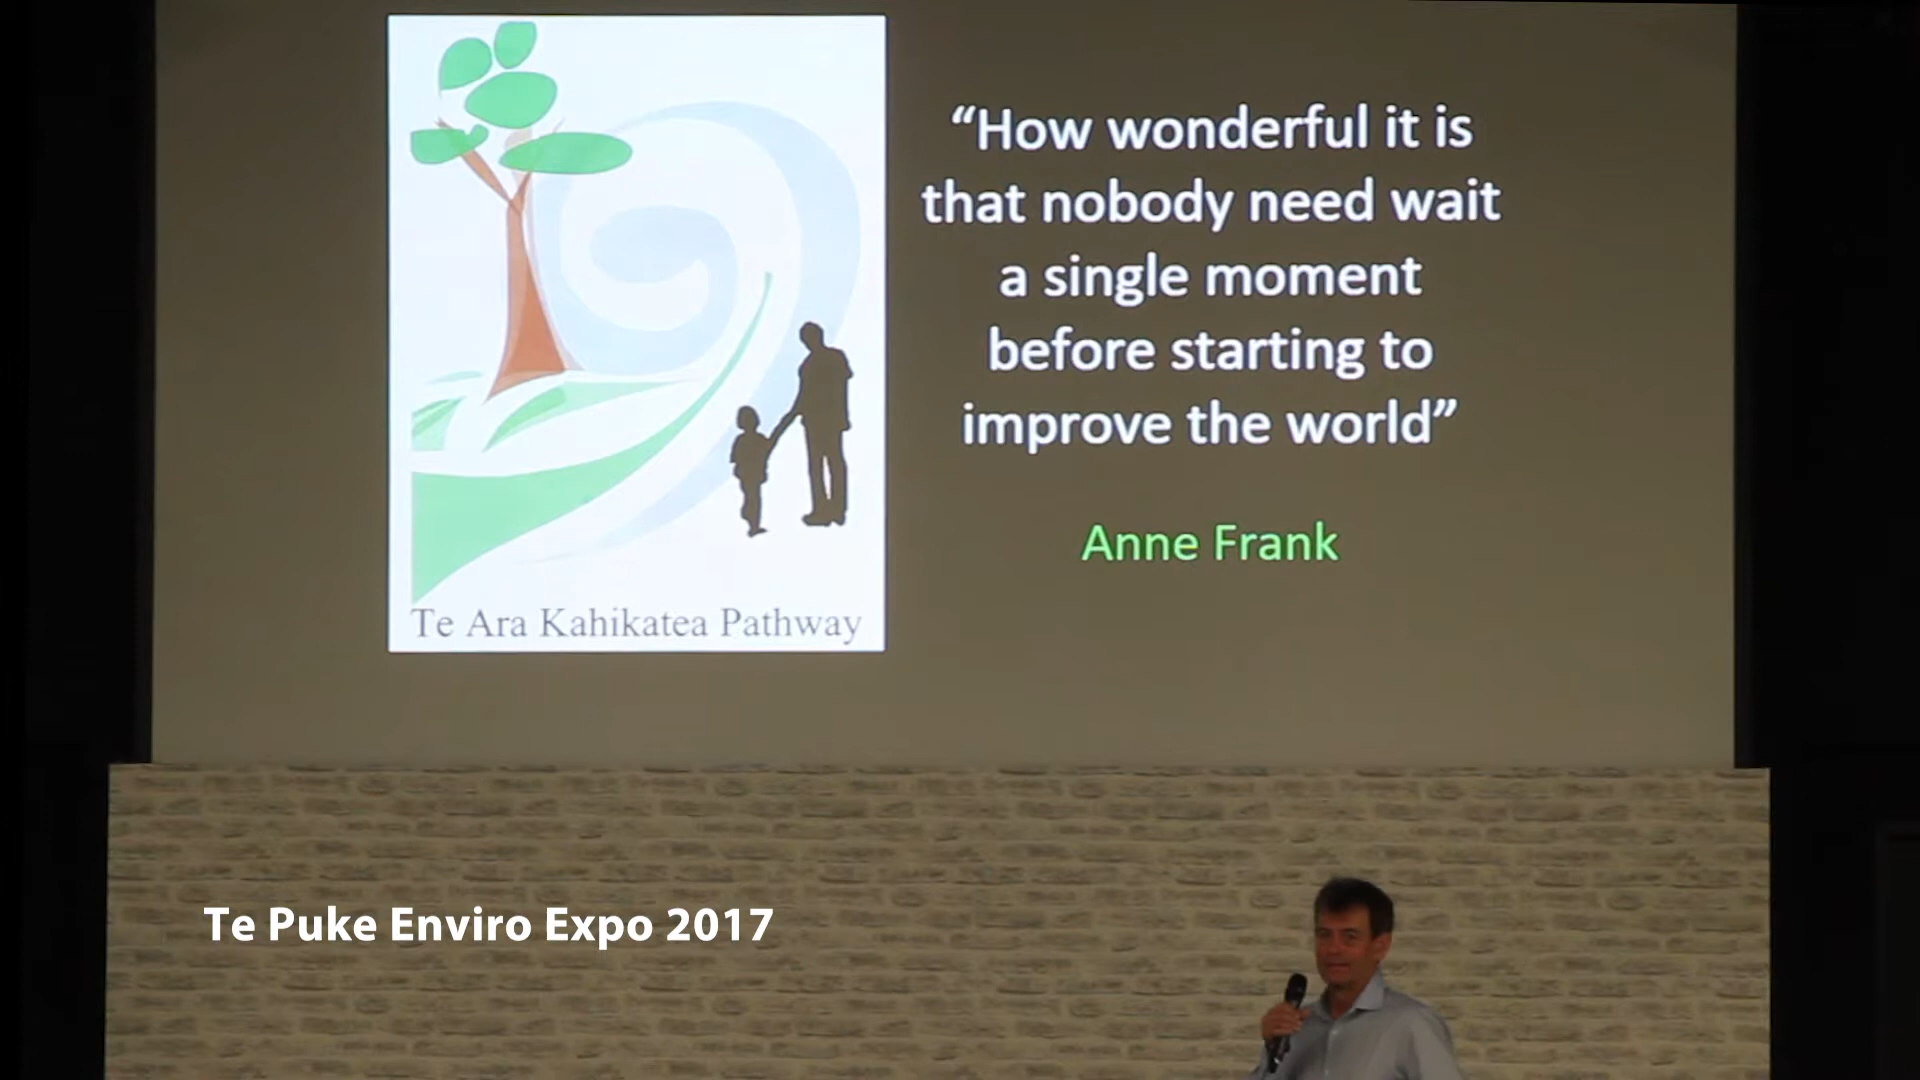 “How wonderful it is
that nobody need wait
a single moment
before starting to
improve the world”
Anne Frank
Te Ara Kahikatea Pathway
Te Puke Enviro Expo 2017